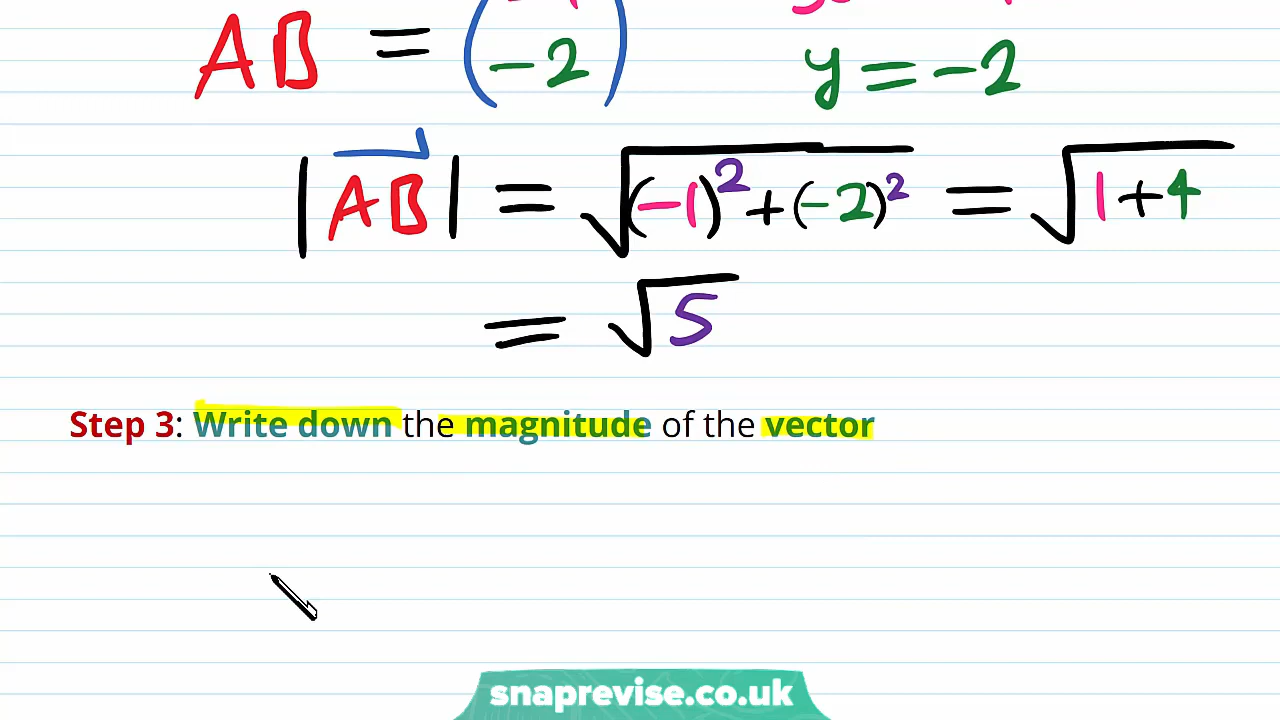 AB = (-2) y = -2
|AB| = √(-1)² + (-2)² = √1+4
= √5
Step 3: Write down the magnitude of the vector
snaprevise.co.uk